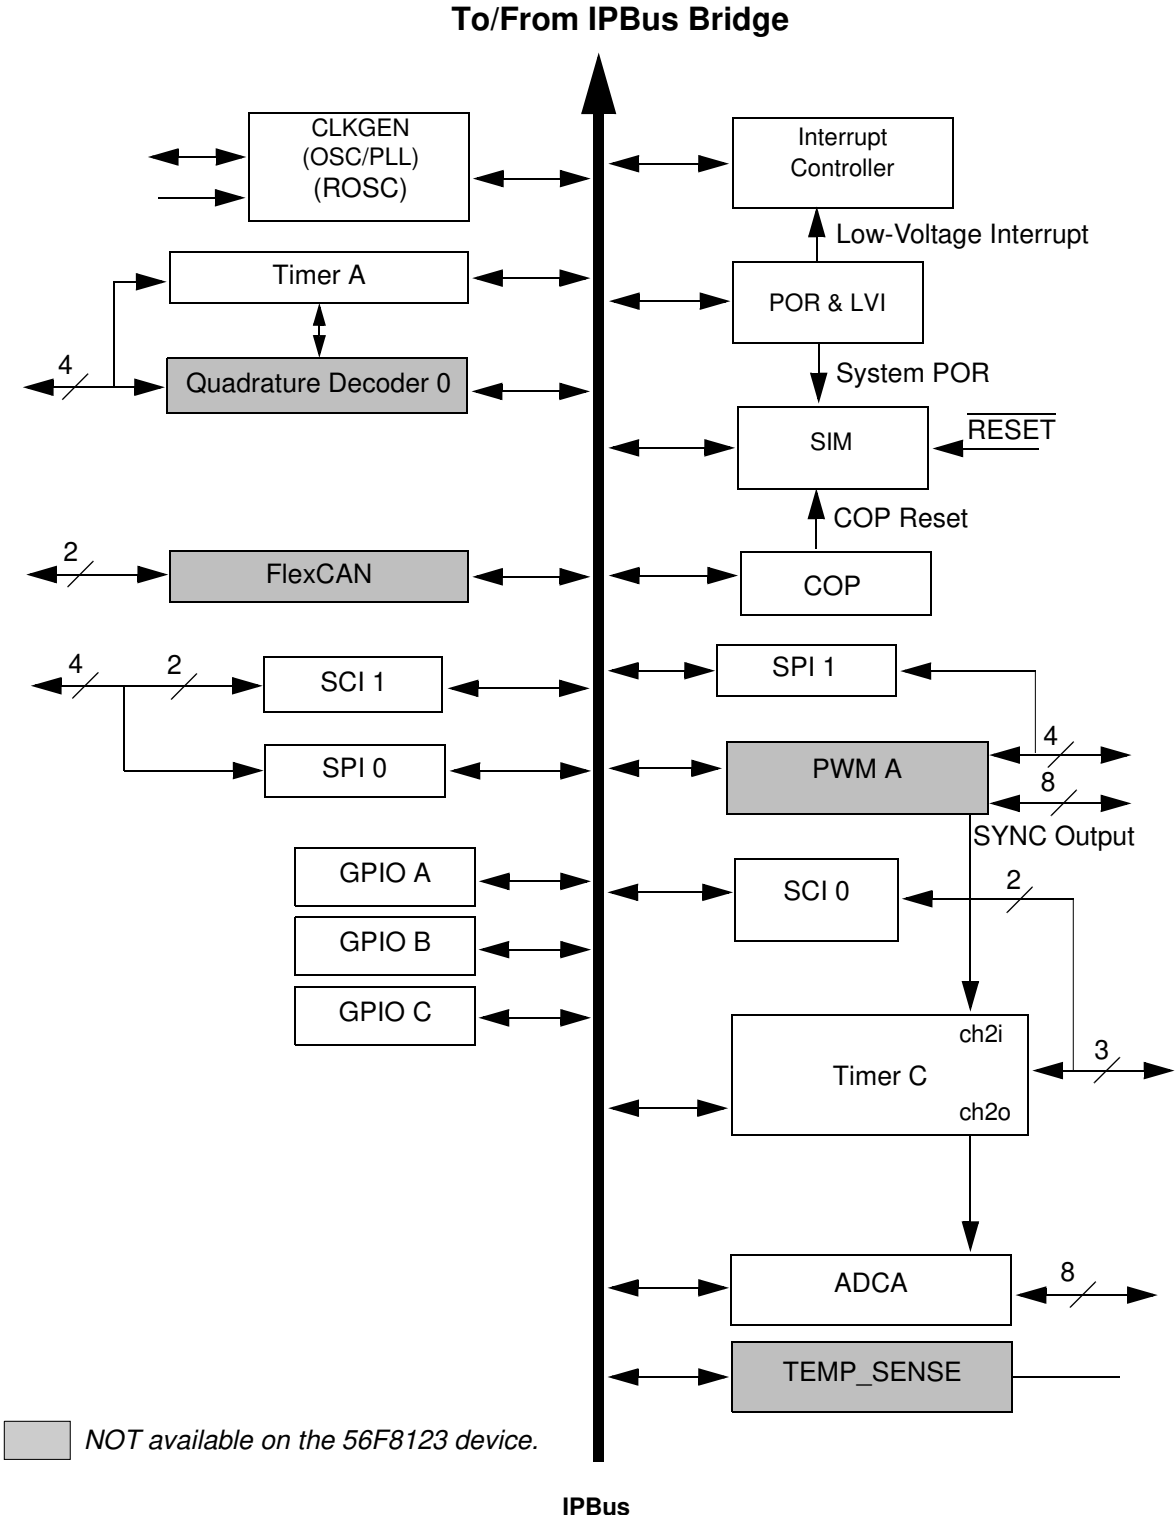 To/From IPBus Bridge
CLKGEN
(OSC/PLL)
(ROSC)
Timer A
4
Quadrature Decoder 0
2
FlexCAN
4
2
SCI 1
SPI 0
GPIO A
GPIO B
GPIO C
Interrupt
Controller
Low-Voltage Interrupt
POR & LVI
System POR
SIM
RESET
COP Reset
COP
SPI 1
4
PWM A
8
SYNC Output
SCI 0
2
ch2i
3
Timer C
ch2o
ADCA
8
TEMP_SENSE
NOT available on the 56F8123 device.
IPBus